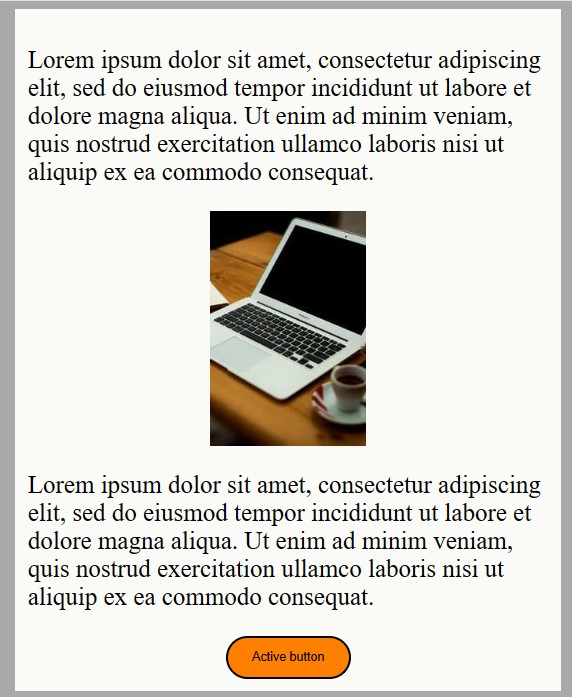 Lorem ipsum dolor sit amet, consectetur adipiscing
elit, sed do eiusmod tempor incididunt ut labore et
dolore magna aliqua. Ut enim ad minim veniam,
quis nostrud exercitation ullamco laboris nisi ut
aliquip ex ea commodo consequat.
Lorem ipsum dolor sit amet, consectetur adipiscing
elit, sed do eiusmod tempor incididunt ut labore et
dolore magna aliqua. Ut enim ad minim veniam,
quis nostrud exercitation ullamco laboris nisi ut
aliquip ex ea commodo consequat.
Active button